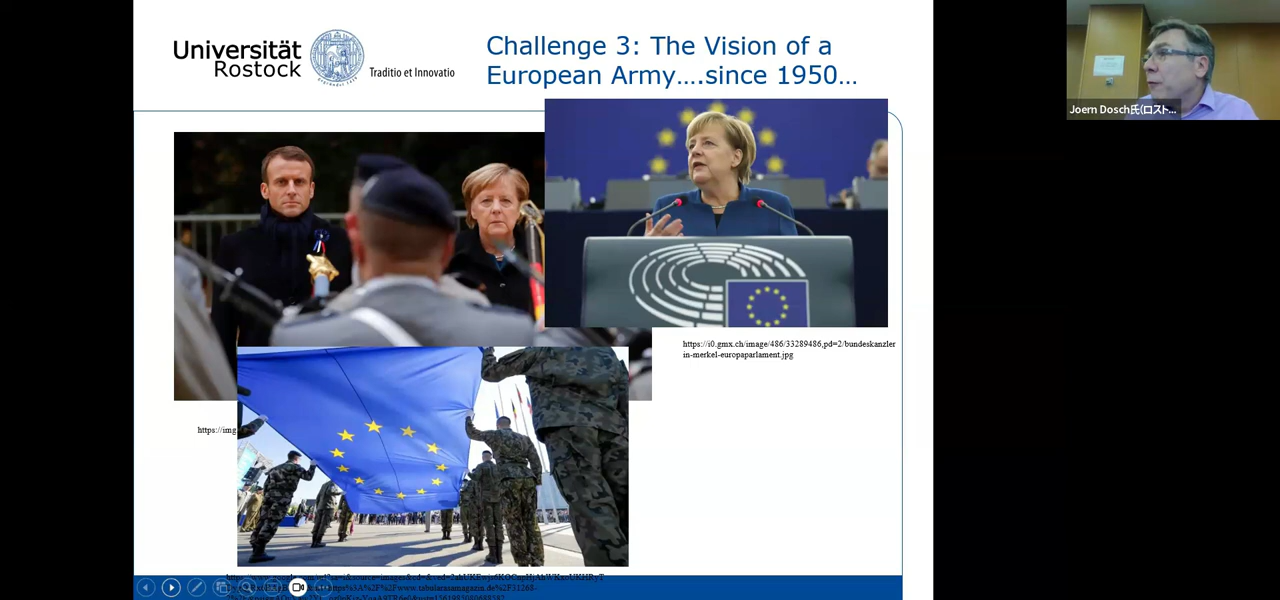 Universität
Rostock
Traditio et Innovatio
Challenge 3: The Vision of a
European Army….since 1950…
Joern Dosch氏(ロスト...
https://i0.gmx.ch/image/486/33289486,pd=2/bundeskanzler
in-merkel-europaparlament.jpg
https://img